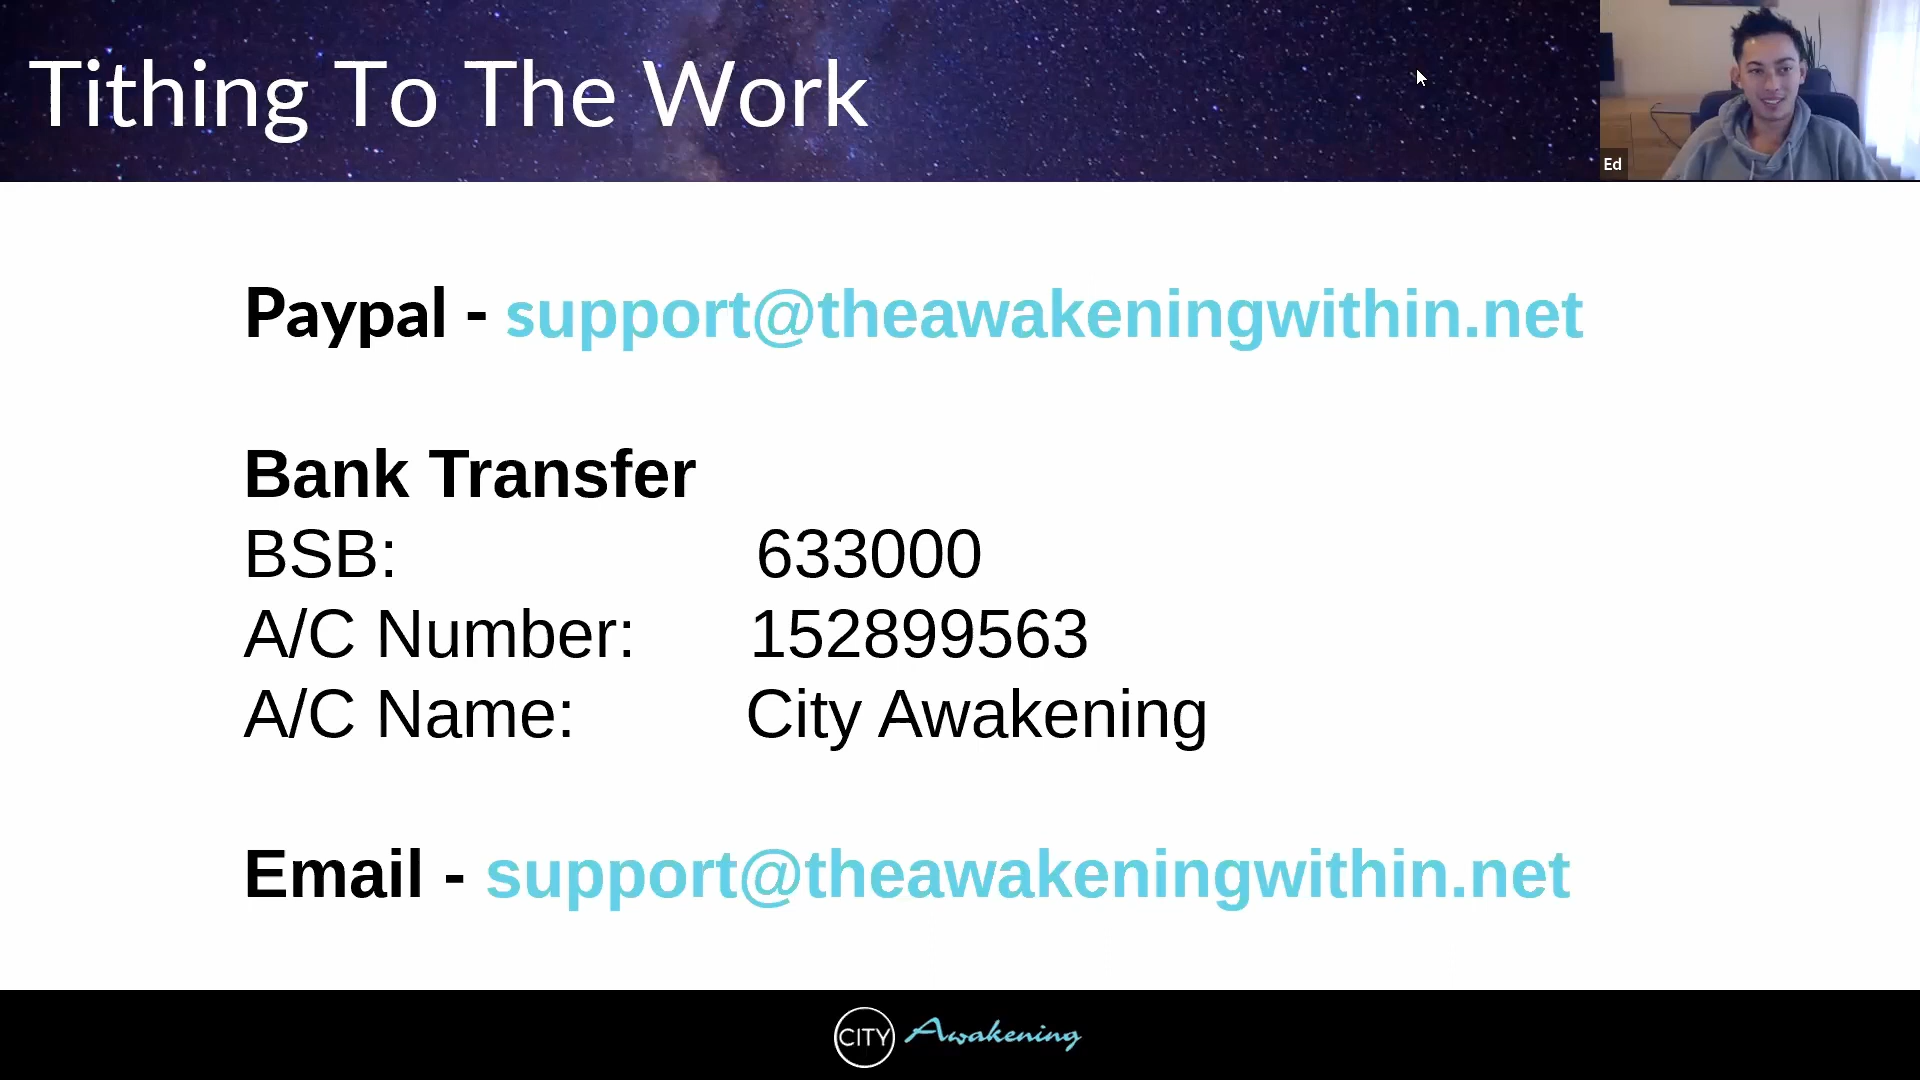 Tithing To The Work
Ed
Paypal - support@theawakeningwithin.net
Bank Transfer
BSB: 633000
A/C Number: 152899563
A/C Name: City Awakening
Email - support@theawakeningwithin.net
CITY Awakening